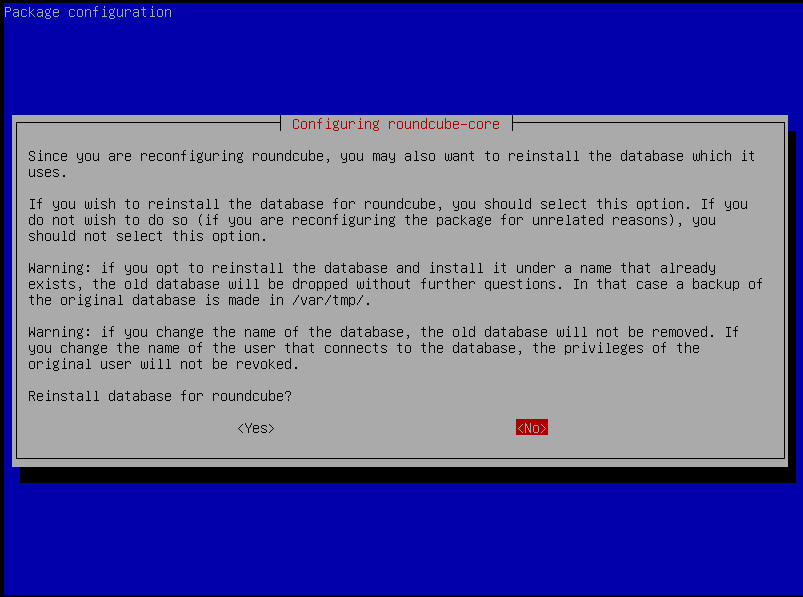 Package configuration
Configuring roundcube-core
Since you are reconfiguring roundcube, you may also want to reinstall the database which it
uses.
If you wish to reinstall the database for roundcube, you should select this option. If you
do not wish to do so (if you are reconfiguring the package for unrelated reasons), you
should not select this option.
Warning: if you opt to reinstall the database and install it under a name that already
exists, the old database will be dropped without further questions. In that case a backup of
the original database is made in /var/tmp/.
Warning: if you change the name of the database, the old database will not be removed. If
you change the name of the user that connects to the database, the privileges of the
original user will not be revoked.
Reinstall database for roundcube?
<Yes> <No>